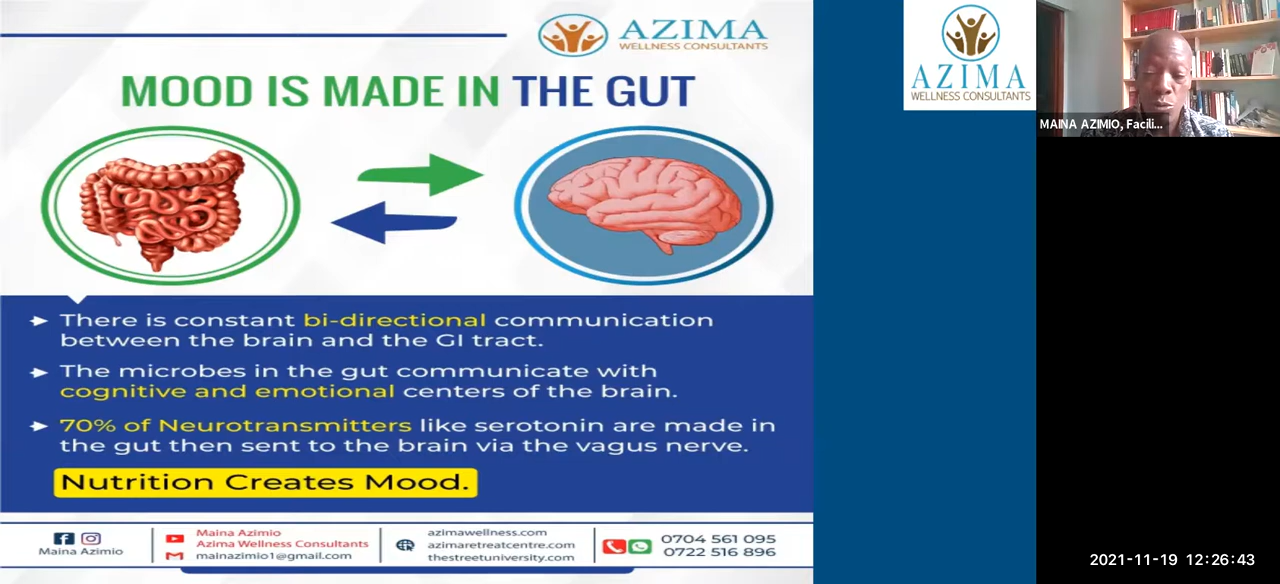 AZIMA
WELLNESS CONSULTANTS
MOOD IS MADE IN THE GUT
There is constant bi-directional communication
between the brain and the GI tract.
The microbes in the gut communicate with
cognitive and emotional centers of the brain.
70% of Neurotransmitters like serotonin are made in
the gut then sent to the brain via the vagus nerve.
Nutrition Creates Mood.
Maina Azimio
Maina Azimio
Azima Wellness Consultants
mainazimio1@gmail.com
azimawellness.com
azimaretreatcentre.com
thestreetuniversity.com
0704 561 095
0722 516 896
AZIMA
WELLNESS CONSULTANTS
MAINA AZIMIO, Facili...
2021-11-19 12:26:43